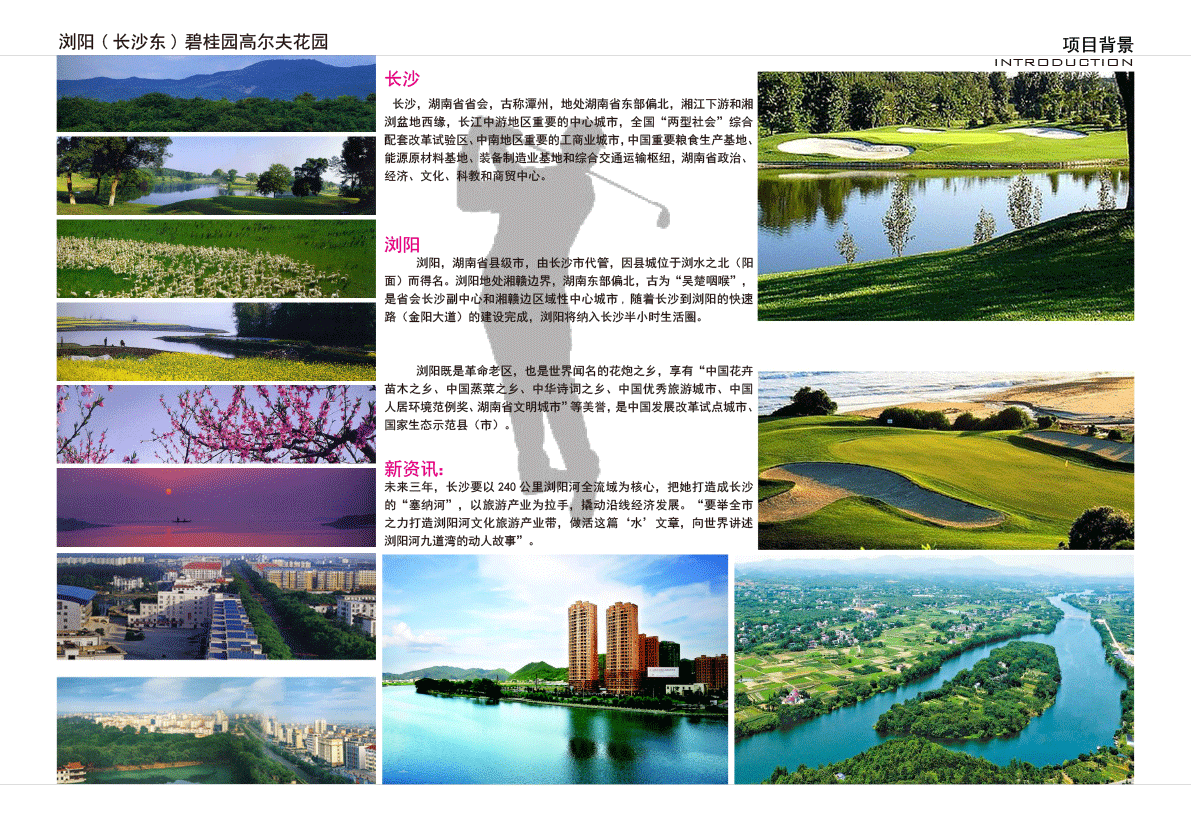 浏阳（长沙东）碧桂园高尔夫花园
项目背景
INTRODUCTION
长沙
长沙，湖南省省会，古称潭州，地处湖南省东部偏北，湘江下游和湘
浏盆地西缘，长江中游地区重要的中心城市，全国“两型社会”综合
配套改革试验区、中南地区重要的工商业城市，中国重要粮食生产基地、
能源原材料基地、装备制造业基地和综合交通运输枢纽，湖南省政治、
经济、文化、科教和商贸中心。
浏阳
浏阳，湖南省县级市，由长沙市代管，因县城位于浏水之北（阳
面）而得名。浏阳地处湘赣边界，湖南东部偏北，古为“吴楚咽喉”，
是省会长沙副中心和湘赣边区域性中心城市，随着长沙到浏阳的快速
路（金阳大道）的建设完成，浏阳将纳入长沙半小时生活圈。
浏阳既是革命老区，也是世界闻名的花炮之乡，享有“中国花卉
苗木之乡、中国蒸菜之乡、中华诗词之乡、中国优秀旅游城市、中国
人居环境范例奖、湖南省文明城市”等美誉，是中国发展改革试点城市、
国家生态示范县（市）。
新资讯:
未来三年，长沙要以 240 公里浏阳河全流域为核心，把她打造成长沙
的“塞纳河”，以旅游产业为拉手，撬动沿线经济发展。“要举全市
之力打造浏阳河文化旅游产业带，做活这篇‘水’文章，向世界讲述
浏阳河九道湾的动人故事”。